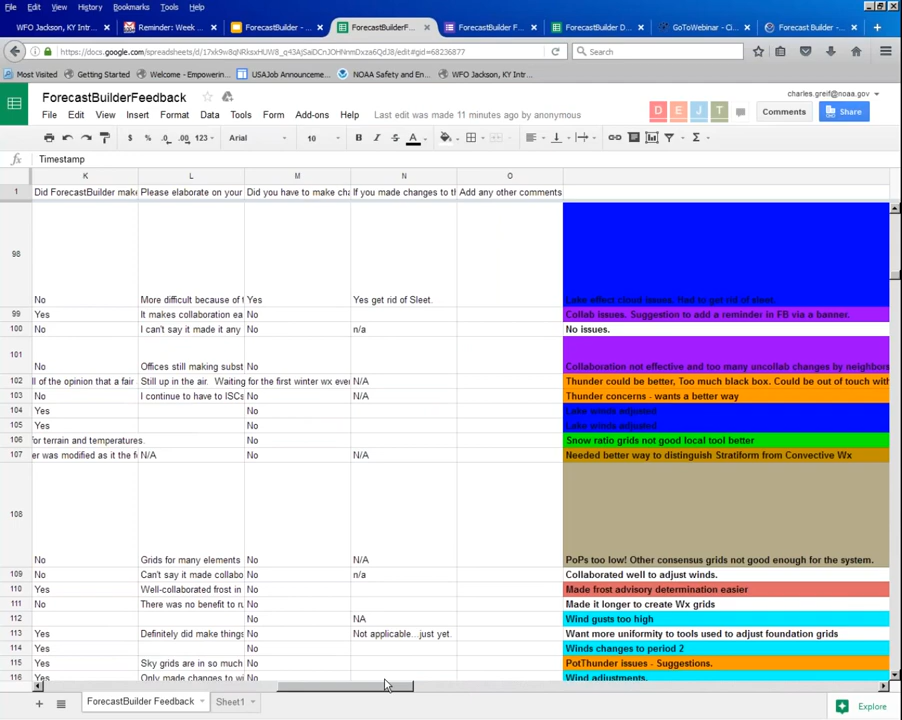 File Edit View History Bookmarks Tools Help
WFO Jackson, KY Intr... Reminder: Week ... ForecastBuilder - ... ForecastBuilderF... ForecastBuilder F... ForecastBuilder D... GoToWebinar - Ci... Forecast Builder - ...
https://docs.google.com/spreadsheets/d/ Search
Most Visited Getting Started Welcome - Empowerin... USAJob Announceme... NOAA Safety and En... WFO Jackson, KY Intr...
ForecastBuilderFeedback charles.greif@noaa.gov
File Edit View Insert Format Data Tools Form Add-ons Help Last edit was made 11 minutes ago by anonymous D E J T Comments Share
$ % .0 .00 123 Arial 10 B I S A
fx Timestamp
K L M N O
1 Did ForecastBuilder make Please elaborate on your Did you have to make cha If you made changes to th Add any other comments
98 No More difficult because of t Yes Yes get rid of Sleet. Lake effect cloud issues. Had to get rid of sleet.
99 Yes It makes collaboration ea No Collab issues. Suggestion to add a reminder in FB via a banner.
100 No I can't say it made it any No n/a No issues.
101 No Offices still making subst No Collaboration not effective and too many uncollab changes by neighbors
102 ll of the opinion that a fair Still up in the air. Waiting for the first winter wx eve N/A Thunder could be better, Too much black box. Could be out of touch with
103 No I continue to have to ISCs No N/A Thunder concerns - wants a better way
104 Yes No Lake winds adjusted
105 Yes No Lake winds adjusted
106 for terrain and temperatures. No Snow ratio grids not good local tool better
107 er was modified as it the f N/A No N/A Needed better way to distinguish Stratiform from Convective Wx
108 No Grids for many elements No N/A PoPs too low! Other consensus grids not good enough for the system.
109 No Can't say it made collabo No n/a Collaborated well to adjust winds.
110 Yes Well-collaborated frost in No Made frost advisory determination easier
111 No There was no benefit to ru No Made it longer to create Wx grids
112 No NA Wind gusts too high
113 Yes Definitely did make things No Not applicable...just yet. Want more uniformity to tools used to adjust foundation grids
114 Yes No Winds changes to period 2
115 Yes Sky grids are in so much No PotThunder issues - Suggestions.
116 Yes Only made changes to wi No Wind adjustments.
ForecastBuilder Feedback Sheet1 Explore